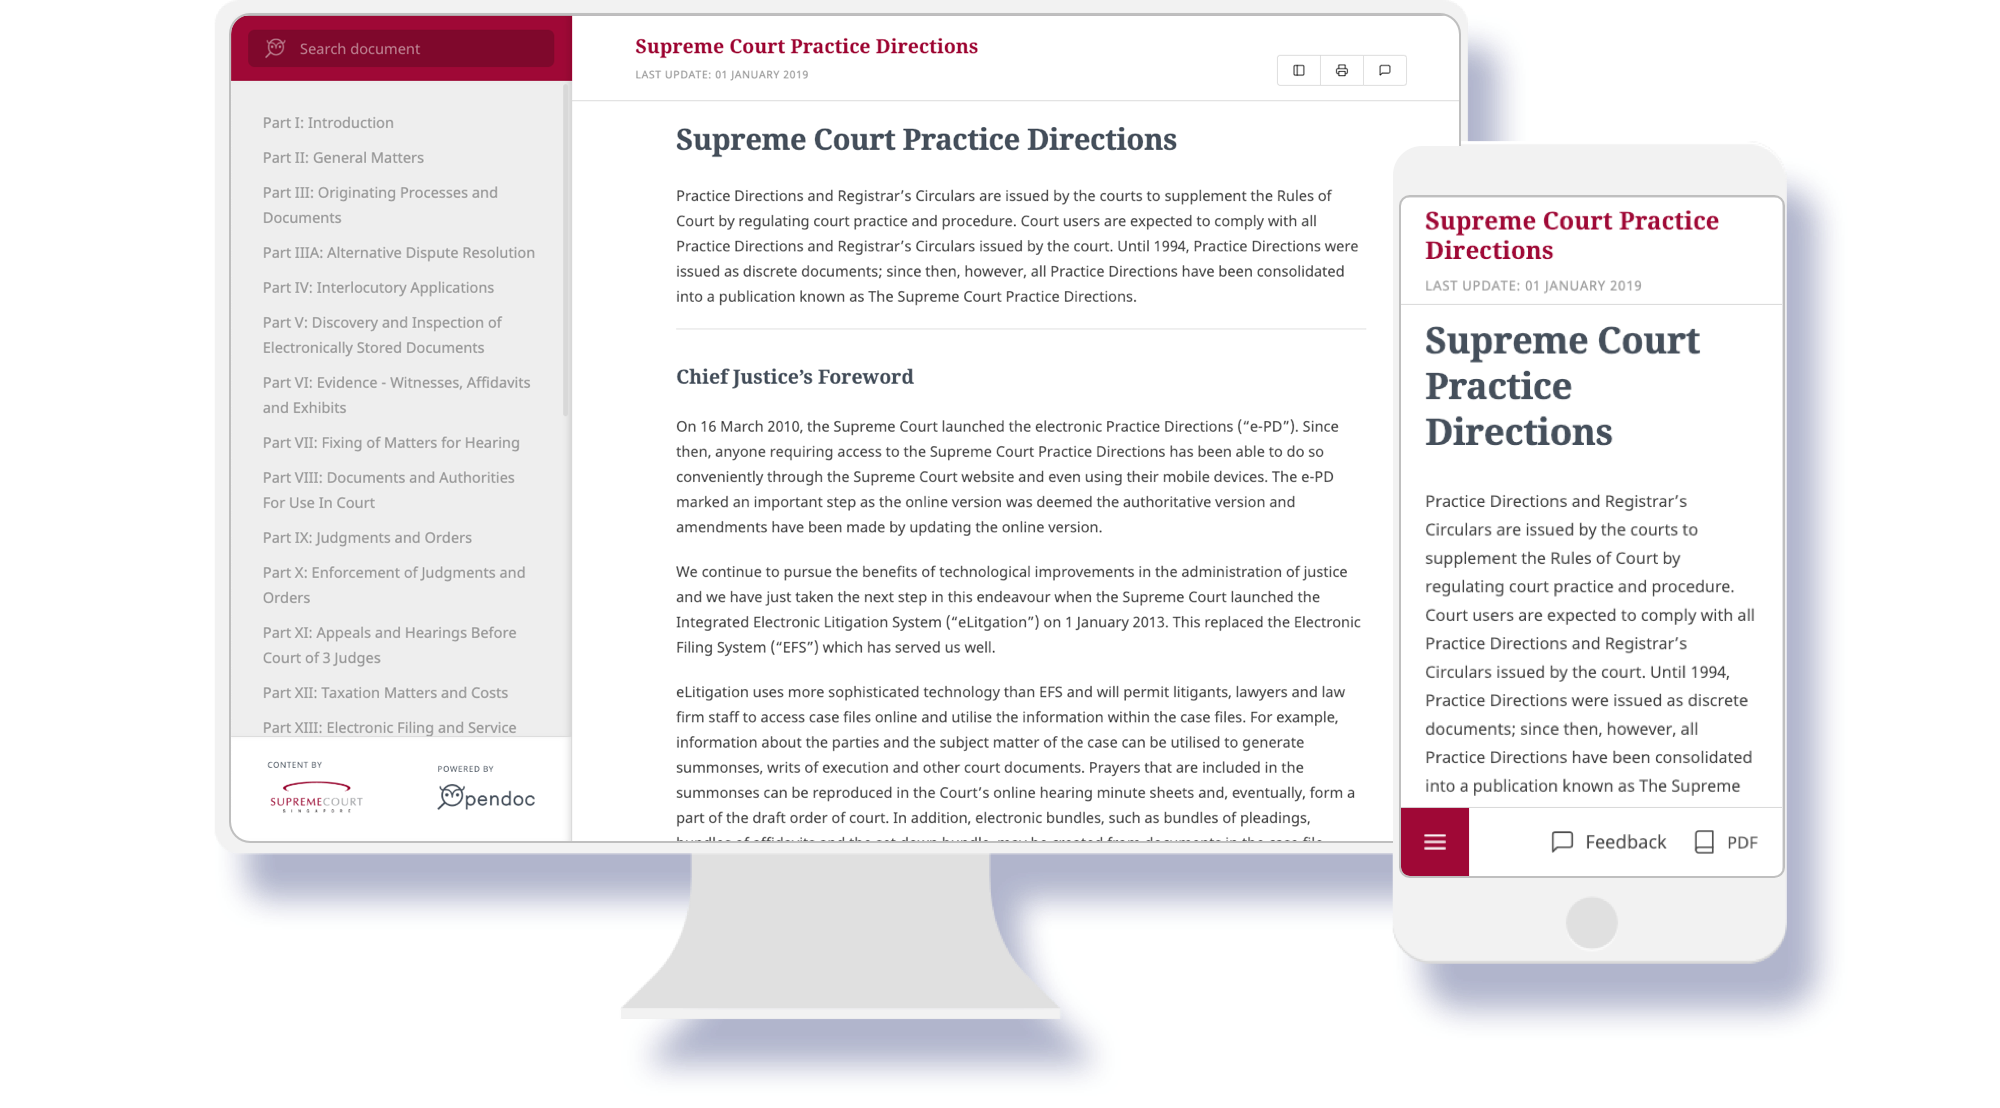 Search document
Part I: Introduction
Part II: General Matters
Part III: Originating Processes and
Documents
Part IIIA: Alternative Dispute Resolution
Part IV: Interlocutory Applications
Part V: Discovery and Inspection of
Electronically Stored Documents
Part VI: Evidence - Witnesses, Affidavits
and Exhibits
Part VII: Fixing of Matters for Hearing
Part VIII: Documents and Authorities
For Use In Court
Part IX: Judgments and Orders
Part X: Enforcement of Judgments and
Orders
Part XI: Appeals and Hearings Before
Court of 3 Judges
Part XII: Taxation Matters and Costs
Part XIII: Electronic Filing and Service
CONTENT BY
SUPREMECOURT
SINGAPORE
POWERED BY
Opendoc
Supreme Court Practice Directions
LAST UPDATE: 01 JANUARY 2019
Supreme Court Practice Directions
Practice Directions and Registrar’s Circulars are issued by the courts to supplement the Rules of
Court by regulating court practice and procedure. Court users are expected to comply with all
Practice Directions and Registrar’s Circulars issued by the court. Until 1994, Practice Directions were
issued as discrete documents; since then, however, all Practice Directions have been consolidated
into a publication known as The Supreme Court Practice Directions.
Chief Justice’s Foreword
On 16 March 2010, the Supreme Court launched the electronic Practice Directions (“e-PD”). Since
then, anyone requiring access to the Supreme Court Practice Directions has been able to do so
conveniently through the Supreme Court website and even using their mobile devices. The e-PD
marked an important step as the online version was deemed the authoritative version and
amendments have been made by updating the online version.
We continue to pursue the benefits of technological improvements in the administration of justice
and we have just taken the next step in this endeavour when the Supreme Court launched the
Integrated Electronic Litigation System (“eLitgation”) on 1 January 2013. This replaced the Electronic
Filing System (“EFS”) which has served us well.
eLitigation uses more sophisticated technology than EFS and will permit litigants, lawyers and law
firm staff to access case files online and utilise the information within the case files. For example,
information about the parties and the subject matter of the case can be utilised to generate
summonses, writs of execution and other court documents. Prayers that are included in the
summonses can be reproduced in the Court’s online hearing minute sheets and, eventually, form a
part of the draft order of court. In addition, electronic bundles, such as bundles of pleadings,
bundles of affidavits and the set down bundle, may be created from documents in the case file.
Supreme Court Practice
Directions
LAST UPDATE: 01 JANUARY 2019
Supreme Court
Practice
Directions
Practice Directions and Registrar’s
Circulars are issued by the courts to
supplement the Rules of Court by
regulating court practice and procedure.
Court users are expected to comply with all
Practice Directions and Registrar’s
Circulars issued by the court. Until 1994,
Practice Directions were issued as discrete
documents; since then, however, all
Practice Directions have been consolidated
into a publication known as The Supreme
Feedback
PDF